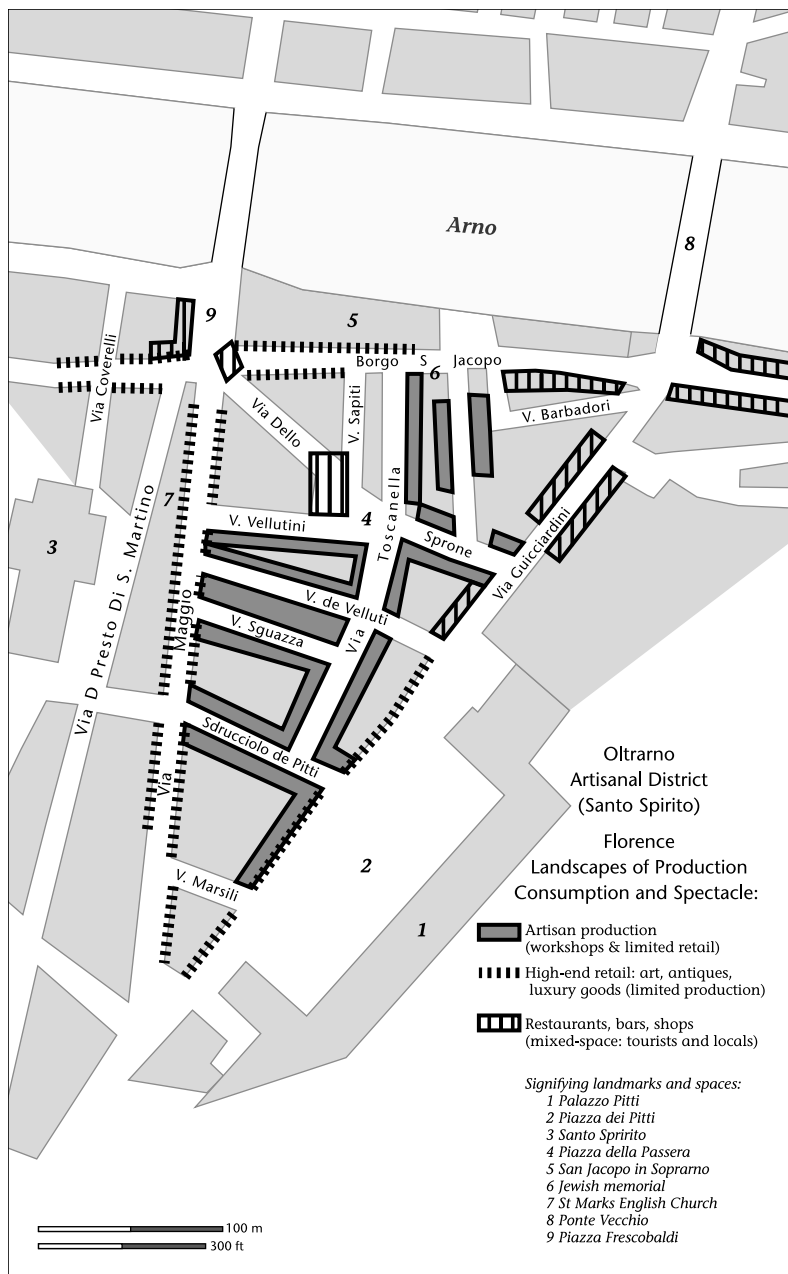 Arno
8
9
5
Borgo S Jacopo
6
Via Coverelli
V. Sapiti
Via Dello
V. Barbadori
Toscanella
7
4
V. Vellutini
Sprone
3
Via Guicciardini
V. de Velluti
Maggio
V. Sguazza
Via
Via D Presto Di S. Martino
Sdrucciolo de Pitti
Via
2
V. Marsili
1
Oltrarno
Artisanal District
(Santo Spirito)
Florence
Landscapes of Production
Consumption and Spectacle:
Artisan production
(workshops & limited retail)
High-end retail: art, antiques,
luxury goods (limited production)
Restaurants, bars, shops
(mixed-space: tourists and locals)
Signifying landmarks and spaces:
1 Palazzo Pitti
2 Piazza dei Pitti
3 Santo Spririto
4 Piazza della Passera
5 San Jacopo in Soprarno
6 Jewish memorial
7 St Marks English Church
8 Ponte Vecchio
9 Piazza Frescobaldi
100 m
300 ft